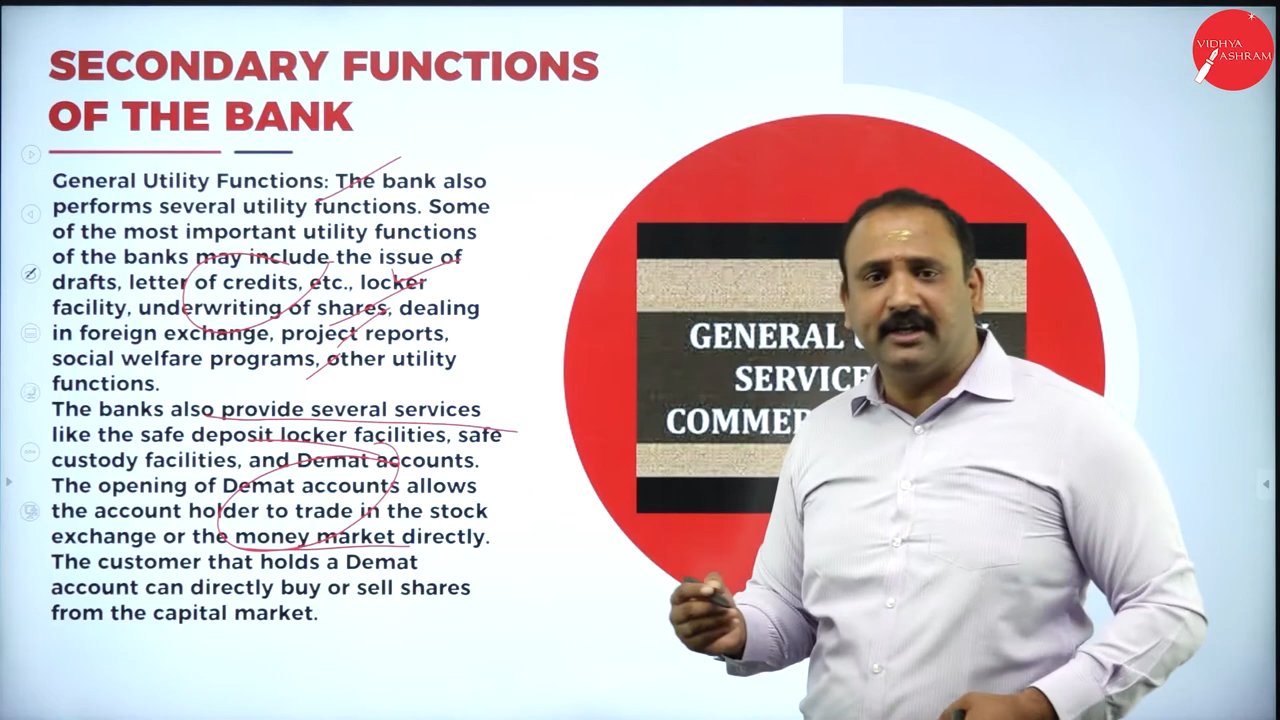 SECONDARY FUNCTIONS
OF THE BANK
General Utility Functions: The bank also
performs several utility functions. Some
of the most important utility functions
of the banks may include the issue of
drafts, letter of credits, etc., locker
facility, underwriting of shares, dealing
in foreign exchange, project reports,
social welfare programs, other utility
functions.
The banks also provide several services
like the safe deposit locker facilities, safe
custody facilities, and Demat accounts.
The opening of Demat accounts allows
the account holder to trade in the stock
exchange or the money market directly.
The customer that holds a Demat
account can directly buy or sell shares
from the capital market.
GENERAL
VIDHYA
ASHRAM